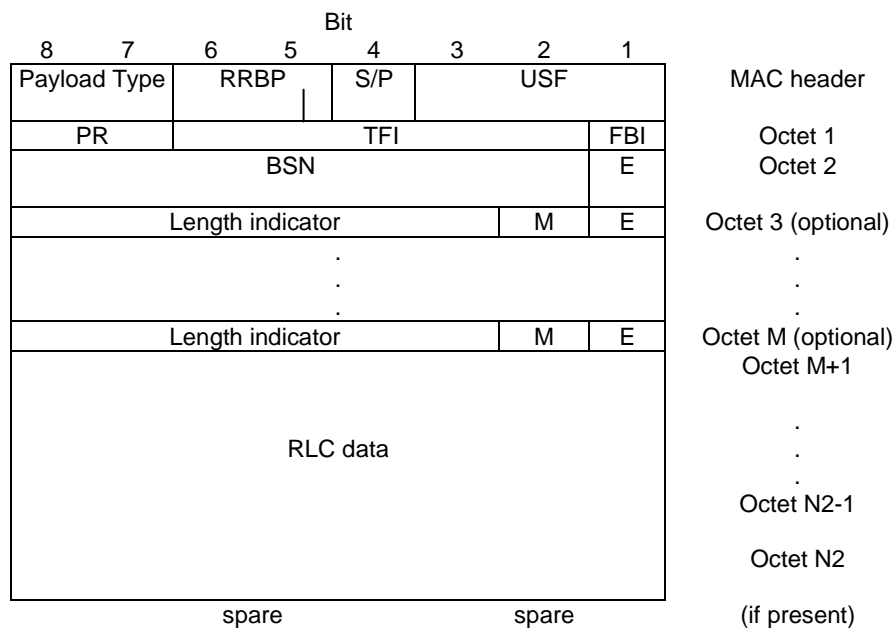 Bit
8 7 6 5 4 3 2 1
Payload Type RRBP S/P USF MAC header
PR TFI FBI Octet 1
BSN E Octet 2
Length indicator M E Octet 3 (optional)
. .
. .
. .
Length indicator M E Octet M (optional)
Octet M+1
.
RLC data .
.
Octet N2-1
Octet N2
spare spare (if present)